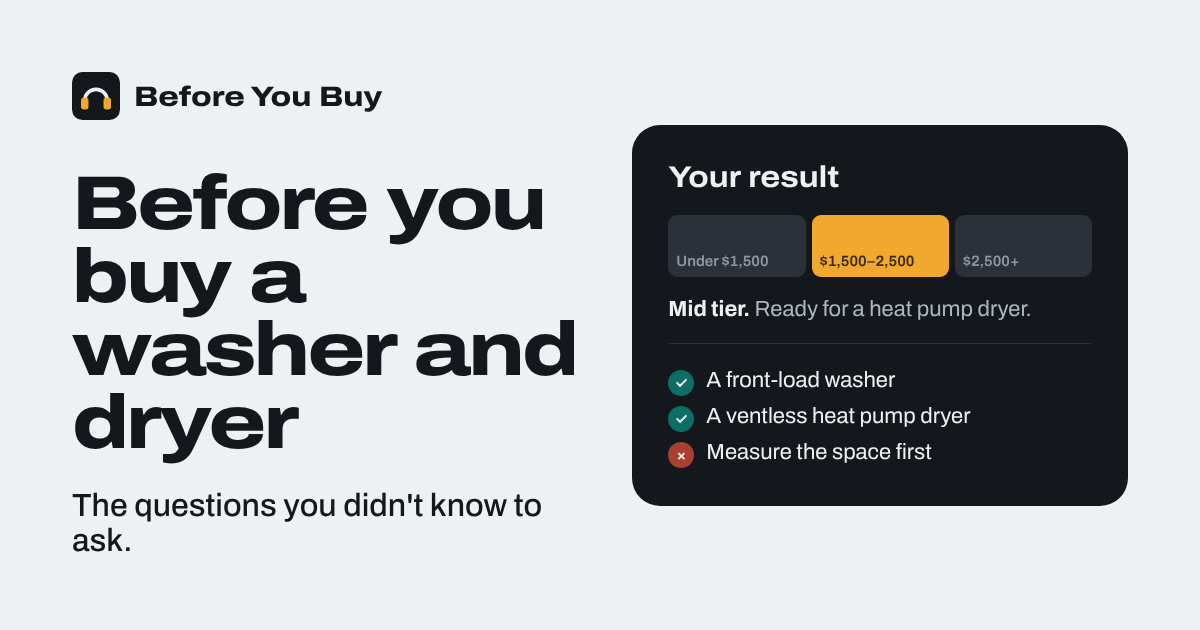 Before You Buy
Before you
buy a
washer and
dryer
The questions you didn't know to
ask.
Your result
Under $1,500
$1,500–2,500
$2,500+
Mid tier. Ready for a heat pump dryer.
A front-load washer
A ventless heat pump dryer
Measure the space first